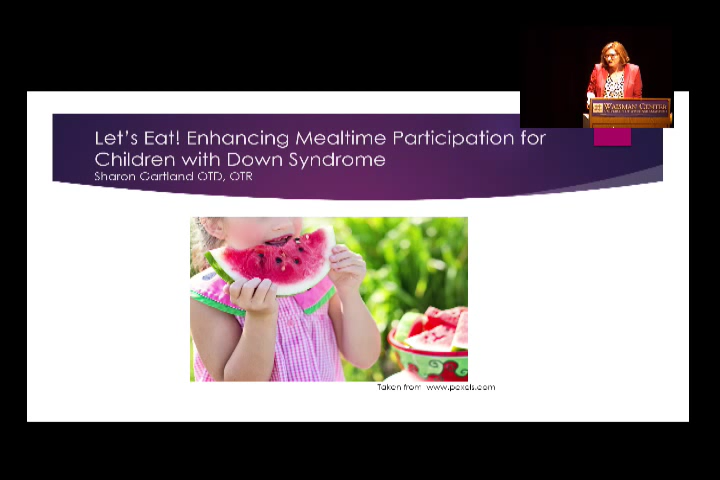 WAISMAN CENTER
Let's Eat! Enhancing Mealtime Participation for
Children with Down Syndrome
Sharon Gartland OTD, OTR
Taken from www.pexels.com